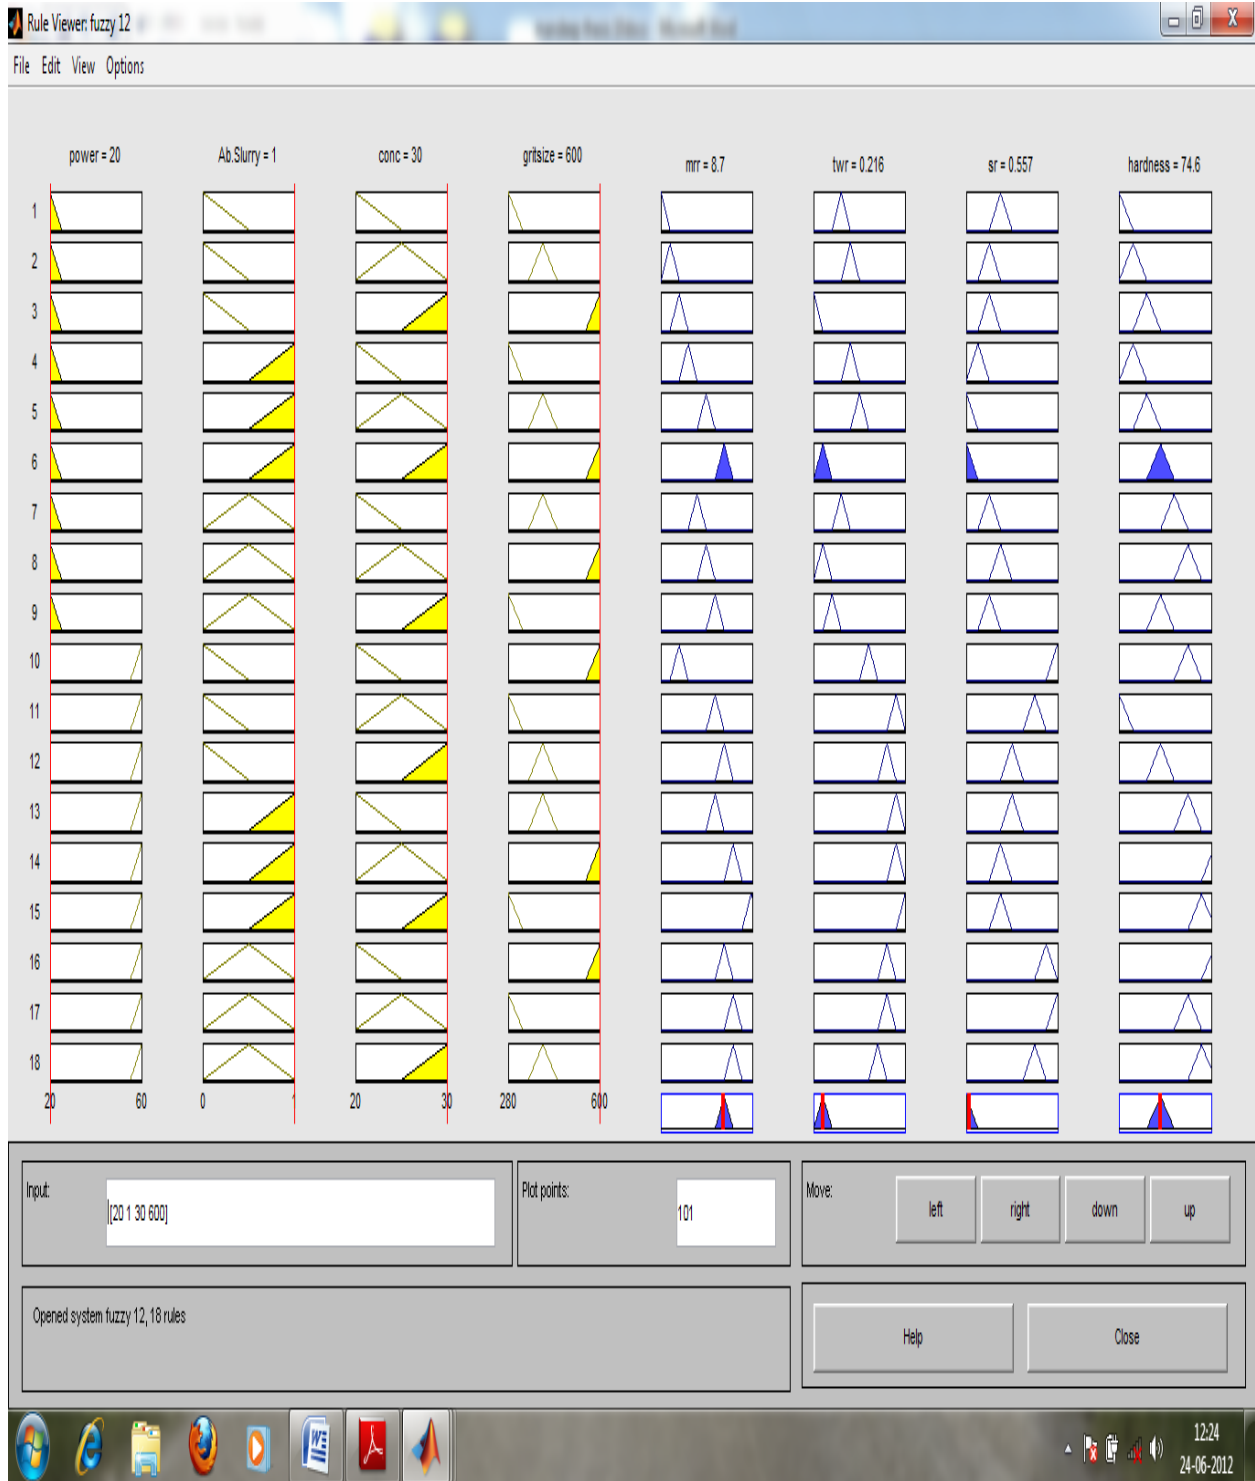 Rule Viewer: fuzzy 12
File Edit View Options
power = 20 Ab.Slurry = 1 conc = 30 gritsize = 600 mrr = 8.7 twr = 0.216 sr = 0.557 hardness = 74.6
1
2
3
4
5
6
7
8
9
10
11
12
13
14
15
16
17
18
20 60 0 1 20 30 280 600
Input: [20 1 30 600] Plot points: 101 Move: left right down up
Opened system fuzzy 12, 18 rules
Help Close
12:24
24-06-2012